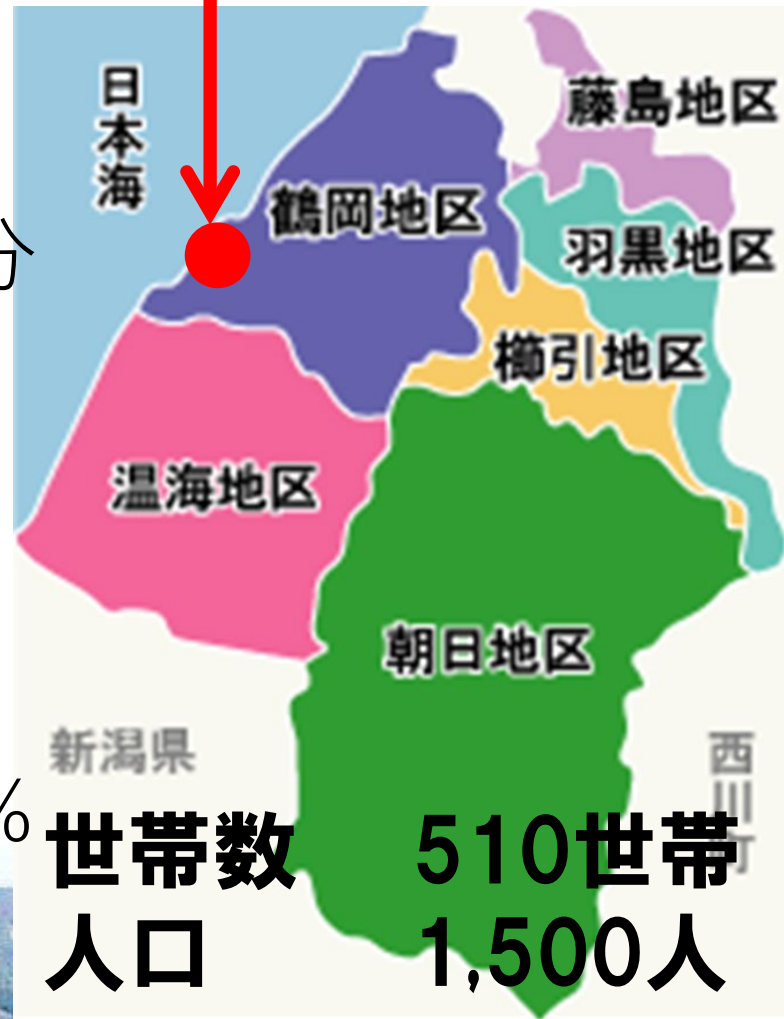 日本海
藤島地区
鶴岡地区
分
羽黒地区
櫛引地区
温海地区
朝日地区
新潟県
西川町
%
世帯数 510世帯
人口 1,500人